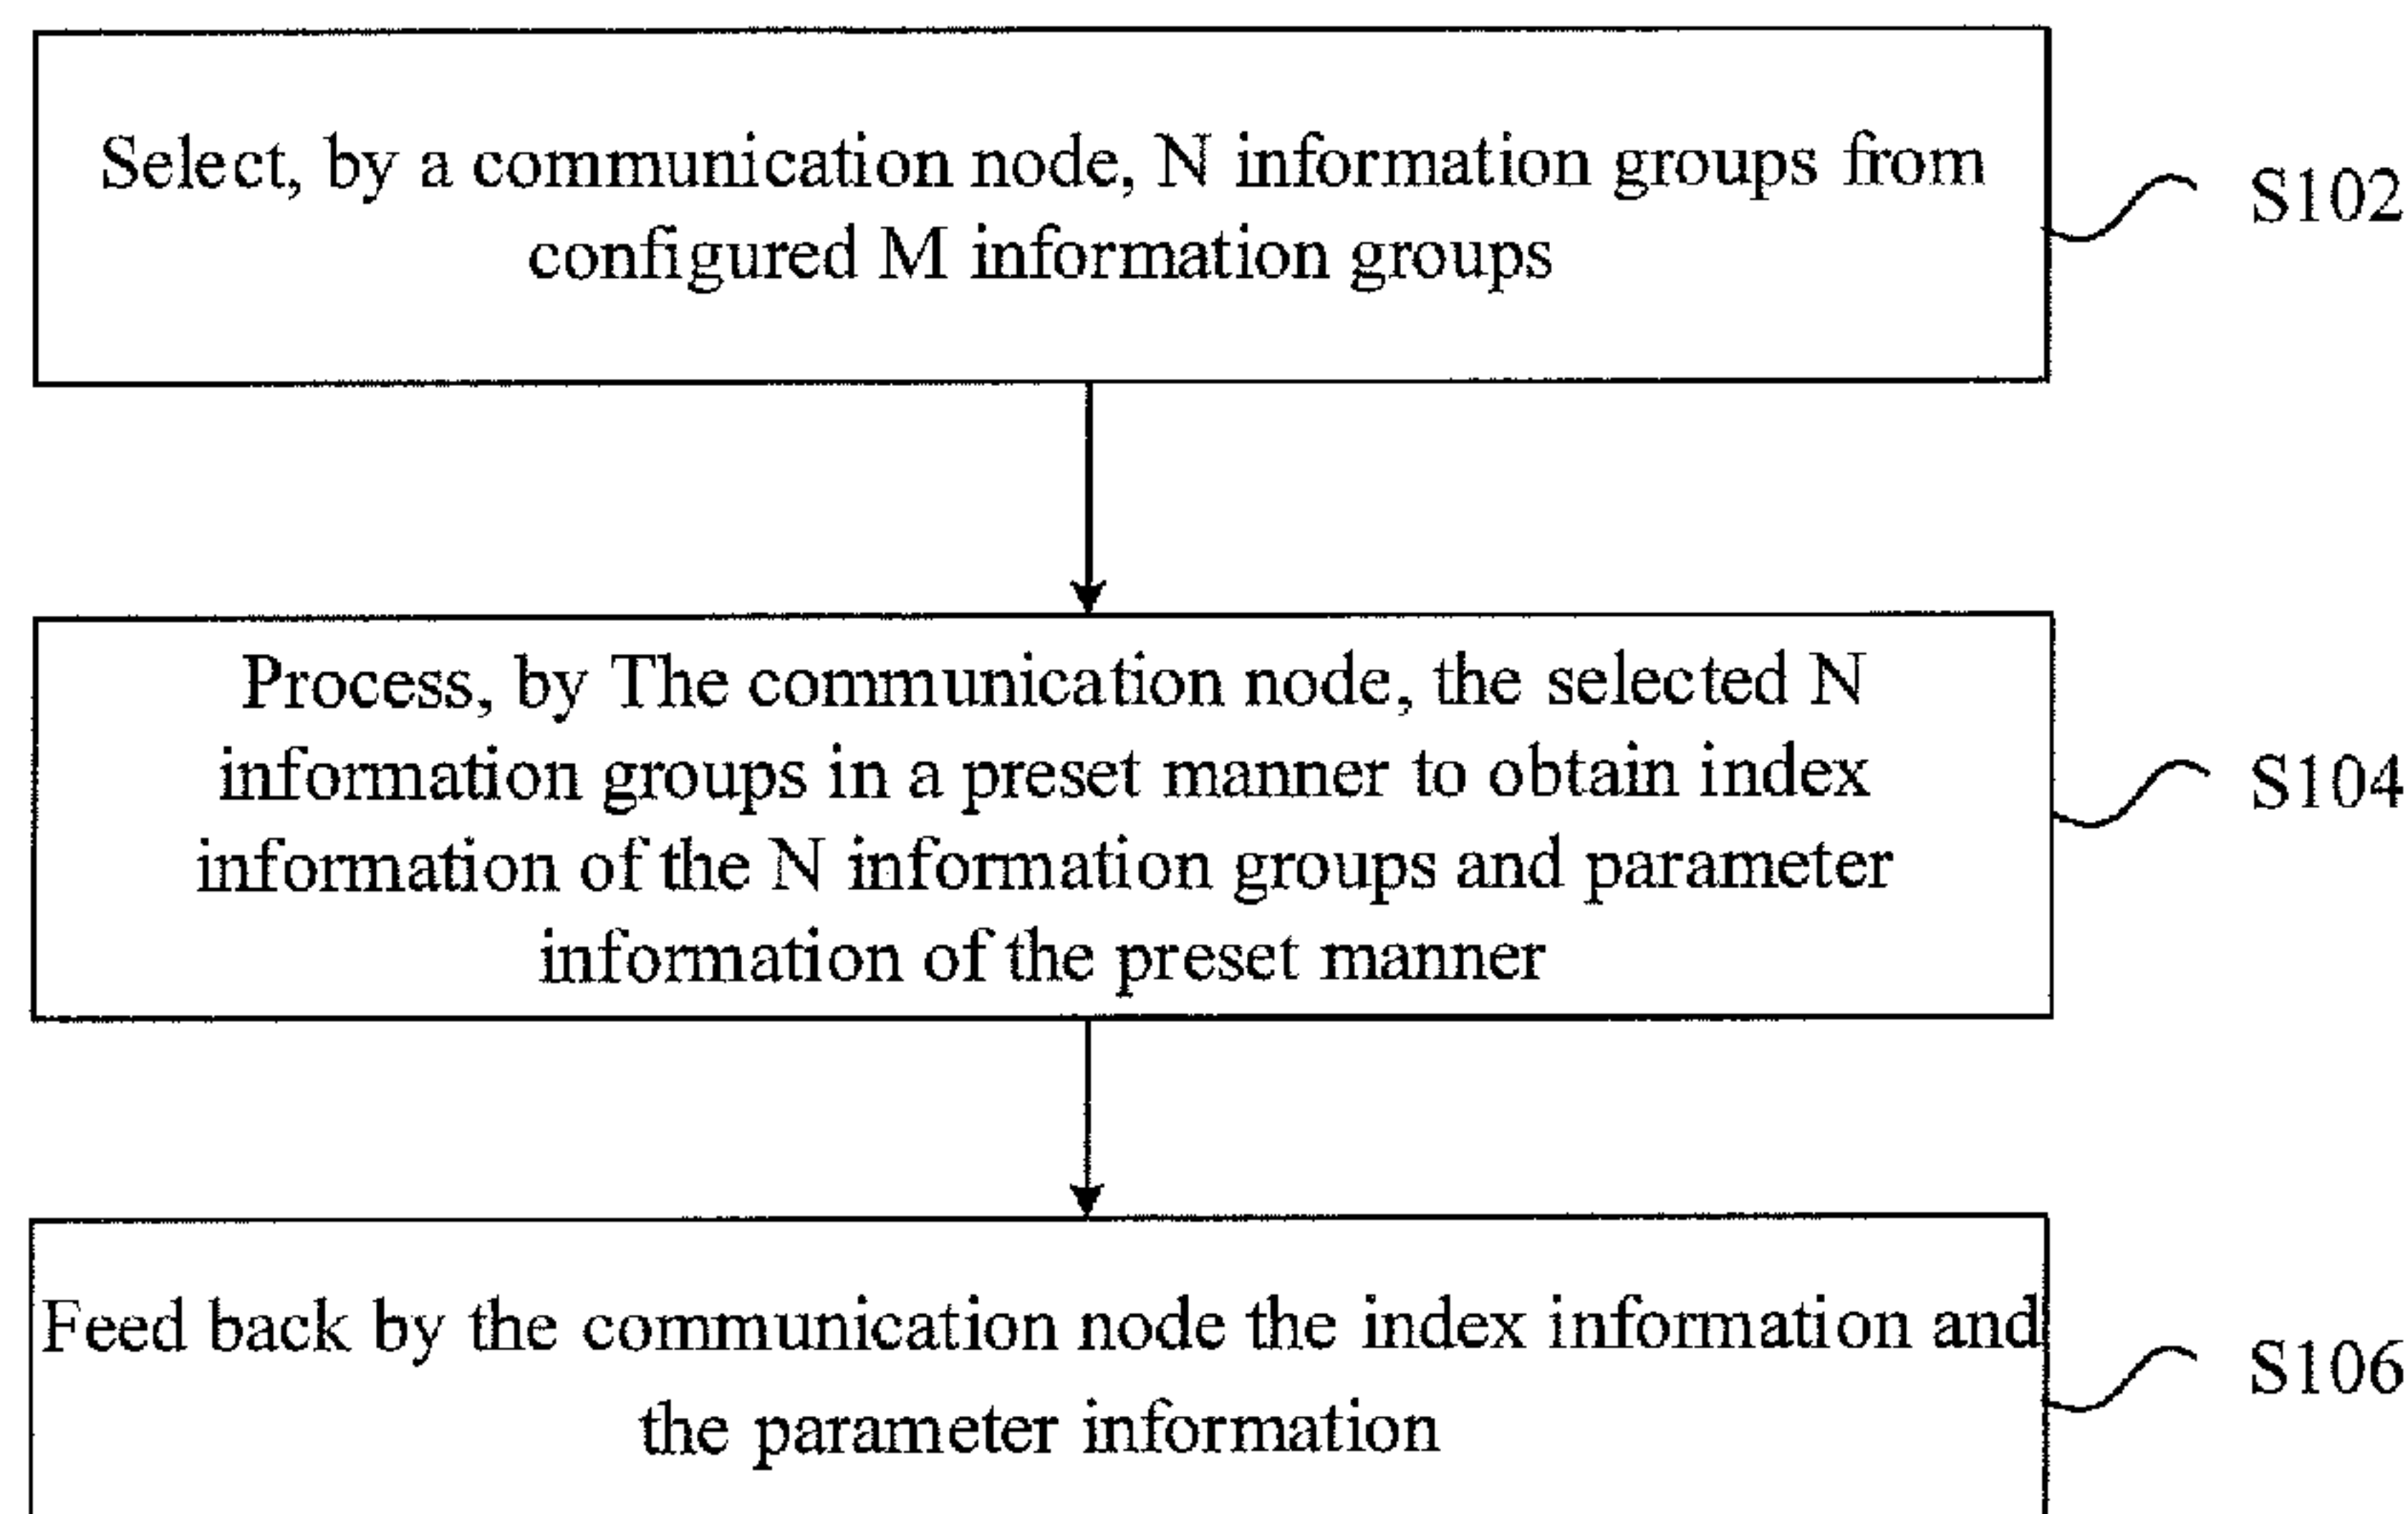 Select, by a communication node, N information groups from
configured M information groups
S102
Process, by The communication node, the selected N
information groups in a preset manner to obtain index
information of the N information groups and parameter
information of the preset manner
S104
Feed back by the communication node the index information and
the parameter information
S106